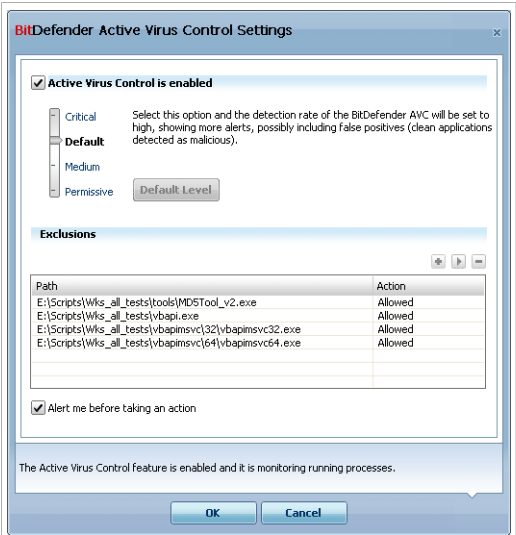 BitDefender Active Virus Control Settings
Active Virus Control is enabled
Critical
Default
Medium
Permissive
Select this option and the detection rate of the BitDefender AVC will be set to
high, showing more alerts, possibly including false positives (clean applications
detected as malicious).
Default Level
Exclusions
Path Action
E:\Scripts\Wks_all_tests\tools\MD5Tool_v2.exe Allowed
E:\Scripts\Wks_all_tests\vbapi.exe Allowed
E:\Scripts\Wks_all_tests\vbapimsvc\32\vbapimsvc32.exe Allowed
E:\Scripts\Wks_all_tests\vbapimsvc\64\vbapimsvc64.exe Allowed
Alert me before taking an action
The Active Virus Control feature is enabled and it is monitoring running processes.
OK Cancel